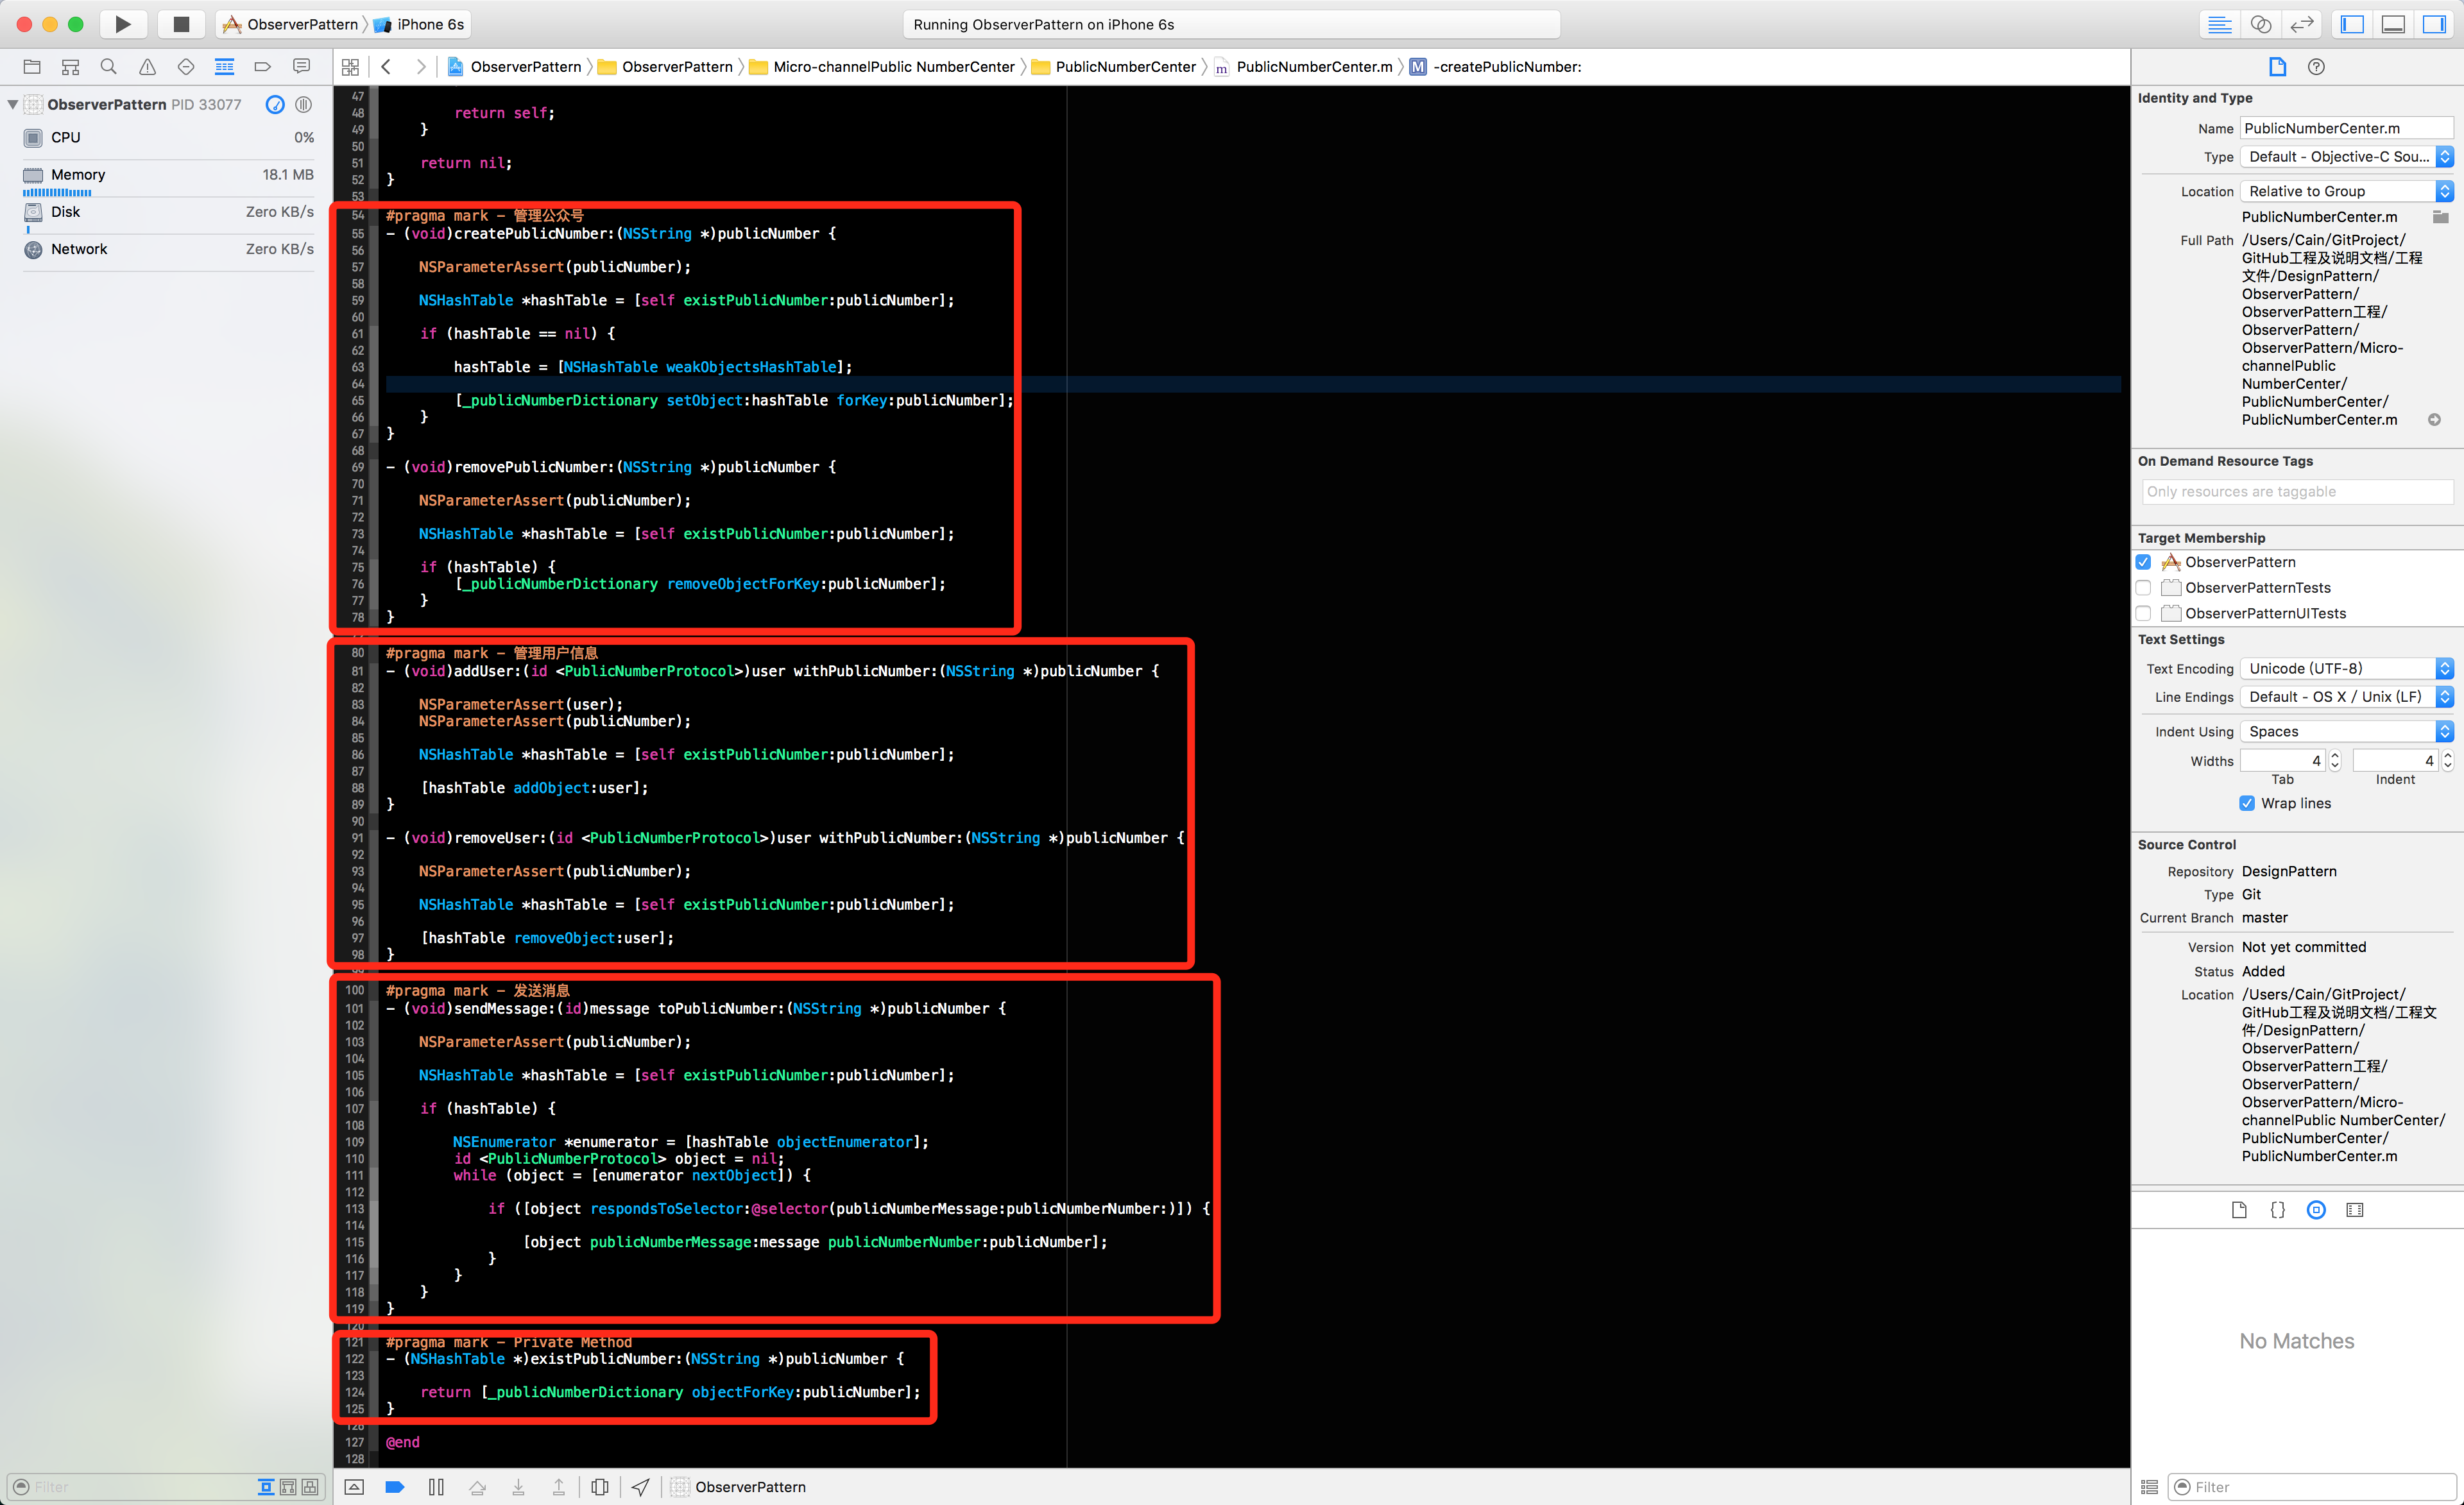 ObserverPattern 〉 iPhone 6s
Running ObserverPattern on iPhone 6s
ObserverPattern 〉 ObserverPattern 〉 Micro-channelPublic NumberCenter 〉 PublicNumberCenter 〉 PublicNumberCenter.m 〉 M -createPublicNumber:
ObserverPattern PID 33077
CPU 0%
Memory 18.1 MB
Disk Zero KB/s
Network Zero KB/s
Filter
47
48 return self;
49 }
50
51 return nil;
52 }
53
54 #pragma mark - 管理公众号
55 - (void)createPublicNumber:(NSString *)publicNumber {
56
57 NSParameterAssert(publicNumber);
58
59 NSHashTable *hashTable = [self existPublicNumber:publicNumber];
60
61 if (hashTable == nil) {
62
63 hashTable = [NSHashTable weakObjectsHashTable];
64
65 [_publicNumberDictionary setObject:hashTable forKey:publicNumber];
66 }
67 }
68
69 - (void)removePublicNumber:(NSString *)publicNumber {
70
71 NSParameterAssert(publicNumber);
72
73 NSHashTable *hashTable = [self existPublicNumber:publicNumber];
74
75 if (hashTable) {
76 [_publicNumberDictionary removeObjectForKey:publicNumber];
77 }
78 }
80 #pragma mark - 管理用户信息
81 - (void)addUser:(id <PublicNumberProtocol>)user withPublicNumber:(NSString *)publicNumber {
82
83 NSParameterAssert(user);
84 NSParameterAssert(publicNumber);
85
86 NSHashTable *hashTable = [self existPublicNumber:publicNumber];
87
88 [hashTable addObject:user];
89 }
90
91 - (void)removeUser:(id <PublicNumberProtocol>)user withPublicNumber:(NSString *)publicNumber {
92
93 NSParameterAssert(publicNumber);
94
95 NSHashTable *hashTable = [self existPublicNumber:publicNumber];
96
97 [hashTable removeObject:user];
98 }
100 #pragma mark - 发送消息
101 - (void)sendMessage:(id)message toPublicNumber:(NSString *)publicNumber {
102
103 NSParameterAssert(publicNumber);
104
105 NSHashTable *hashTable = [self existPublicNumber:publicNumber];
106
107 if (hashTable) {
108
109 NSEnumerator *enumerator = [hashTable objectEnumerator];
110 id <PublicNumberProtocol> object = nil;
111 while (object = [enumerator nextObject]) {
112
113 if ([object respondsToSelector:@selector(publicNumberMessage:publicNumberNumber:)]) {
114
115 [object publicNumberMessage:message publicNumberNumber:publicNumber];
116 }
117 }
118 }
119 }
120
121 #pragma mark - Private Method
122 - (NSHashTable *)existPublicNumber:(NSString *)publicNumber {
123
124 return [_publicNumberDictionary objectForKey:publicNumber];
125 }
126
127 @end
128
ObserverPattern
Identity and Type
Name PublicNumberCenter.m
Type Default - Objective-C Sou...
Location Relative to Group
PublicNumberCenter.m
Full Path /Users/Cain/GitProject/
GitHub工程及说明文档/工程
文件/DesignPattern/
ObserverPattern/
ObserverPattern工程/
ObserverPattern/
ObserverPattern/Micro-
channelPublic
NumberCenter/
PublicNumberCenter/
PublicNumberCenter.m
On Demand Resource Tags
Only resources are taggable
Target Membership
ObserverPattern
ObserverPatternTests
ObserverPatternUITests
Text Settings
Text Encoding Unicode (UTF-8)
Line Endings Default - OS X / Unix (LF)
Indent Using Spaces
Widths 4 4
Tab Indent
Wrap lines
Source Control
Repository DesignPattern
Type Git
Current Branch master
Version Not yet committed
Status Added
Location /Users/Cain/GitProject/
GitHub工程及说明文档/工程文
件/DesignPattern/
ObserverPattern/
ObserverPattern工程/
ObserverPattern/
ObserverPattern/Micro-
channelPublic NumberCenter/
PublicNumberCenter/
PublicNumberCenter.m
No Matches
Filter